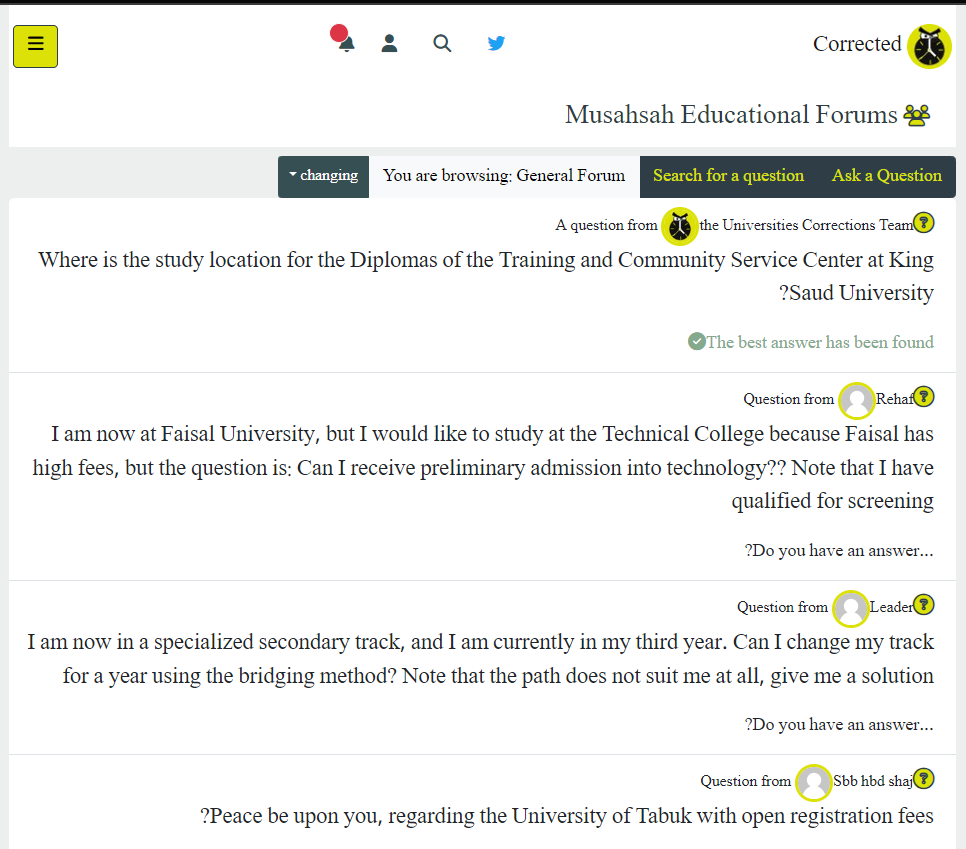 Corrected
Musahsah Educational Forums
changing
You are browsing: General Forum
Search for a question
Ask a Question
A question from the Universities Corrections Team
Where is the study location for the Diplomas of the Training and Community Service Center at King
?Saud University
The best answer has been found
Question from Rehaf
I am now at Faisal University, but I would like to study at the Technical College because Faisal has
high fees, but the question is: Can I receive preliminary admission into technology?? Note that I have
qualified for screening
?Do you have an answer...
Question from Leader
I am now in a specialized secondary track, and I am currently in my third year. Can I change my track
for a year using the bridging method? Note that the path does not suit me at all, give me a solution
?Do you have an answer...
Question from Sbb hbd shaj
?Peace be upon you, regarding the University of Tabuk with open registration fees